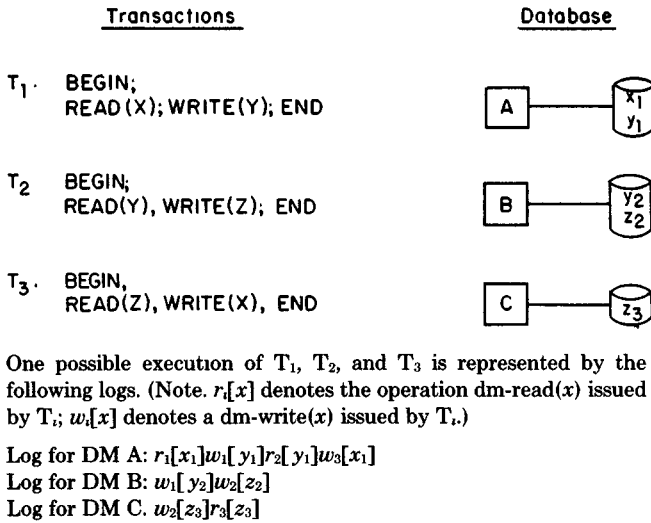 Transactions Database
T₁. BEGIN;
READ(X); WRITE(Y); END
A x₁
y₁
T₂ BEGIN;
READ(Y), WRITE(Z); END
B y₂
z₂
T₃. BEGIN,
READ(Z), WRITE(X), END
C z₃
One possible execution of T₁, T₂, and T₃ is represented by the
following logs. (Note. rᵢ[x] denotes the operation dm-read(x) issued
by Tᵢ; wᵢ[x] denotes a dm-write(x) issued by Tᵢ.)
Log for DM A: r₁[x₁]w₁[y₁]r₂[y₁]w₃[x₁]
Log for DM B: w₁[y₂]w₂[z₂]
Log for DM C. w₂[z₃]r₃[z₃]